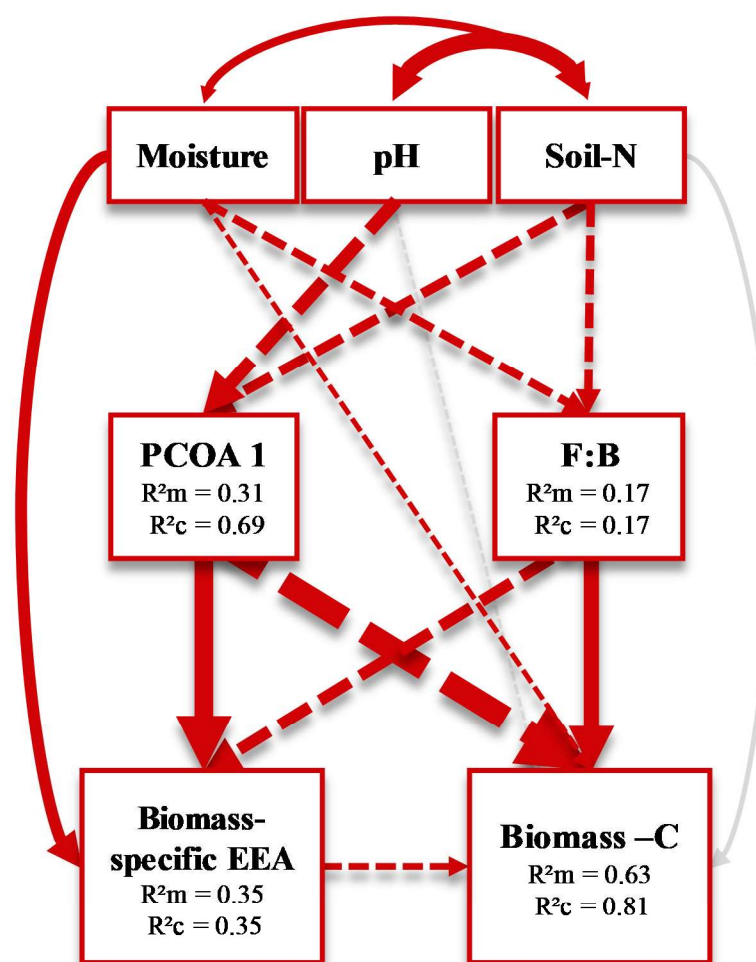 Moisture
pH
Soil-N
PCOA 1
R²m = 0.31
R²c = 0.69
F:B
R²m = 0.17
R²c = 0.17
Biomass-
specific EEA
R²m = 0.35
R²c = 0.35
Biomass –C
R²m = 0.63
R²c = 0.81